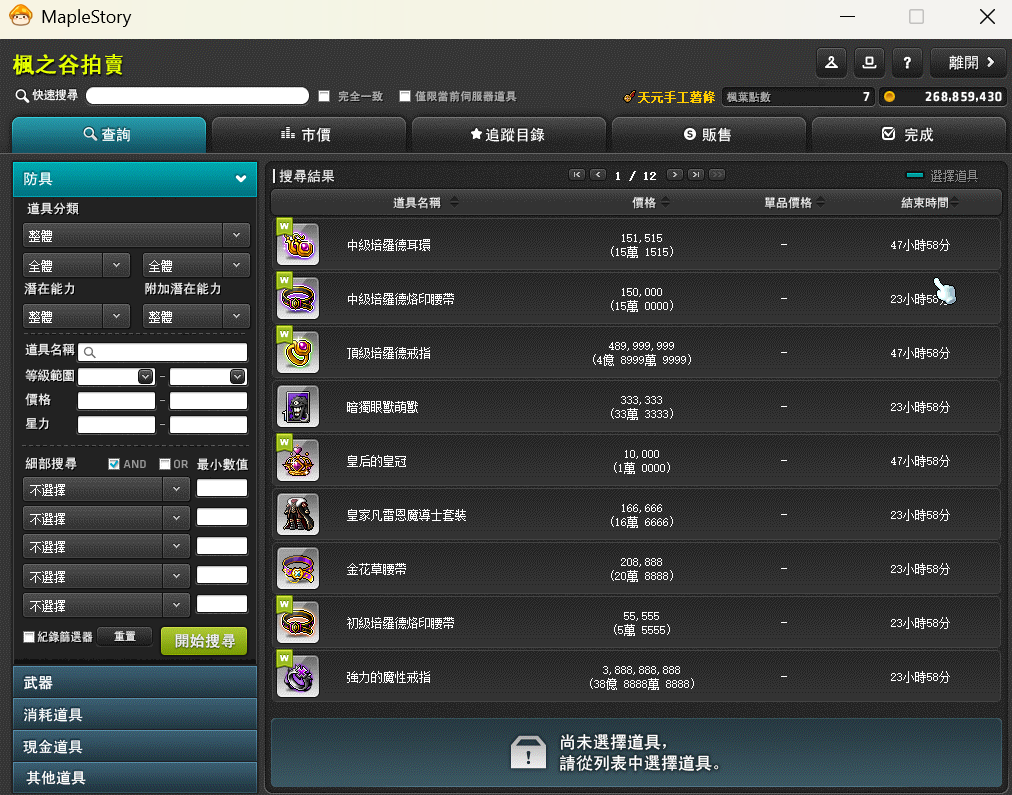 MapleStory
楓之谷拍賣
? 離開
快速搜尋 完全一致 僅限當前伺服器道具 天元手工薯條 楓葉點數 7 268,859,430
查詢 市價 追蹤目錄 販售 完成
防具
道具分類
整體
全體 全體
潛在能力 附加潛在能力
整體 整體
道具名稱
等級範圍 -
價格 -
星力 -
細部搜尋 AND OR 最小數值
不選擇
不選擇
不選擇
不選擇
不選擇
紀錄篩選器 重置 開始搜尋
武器
消耗道具
現金道具
其他道具
搜尋結果 1 / 12 選擇道具
道具名稱 價格 單品價格 結束時間
W
中級培羅德耳環 151,515 - 47小時58分
(15萬 1515)
W
中級培羅德烙印腰帶 150,000 - 23小時58分
(15萬 0000)
W
頂級培羅德戒指 489,999,999 - 47小時58分
(4億 8999萬 9999)
暗獨眼獸萌獸 333,333 - 23小時58分
(33萬 3333)
W
皇后的皇冠 10,000 - 47小時58分
(1萬 0000)
皇家凡雷恩魔導士套裝 166,666 - 23小時58分
(16萬 6666)
金花草腰帶 208,888 - 23小時58分
(20萬 8888)
W
初級培羅德烙印腰帶 55,555 - 23小時58分
(5萬 5555)
W
強力的魔性戒指 3,888,888,888 - 23小時58分
(38億 8888萬 8888)
尚未選擇道具，
請從列表中選擇道具。